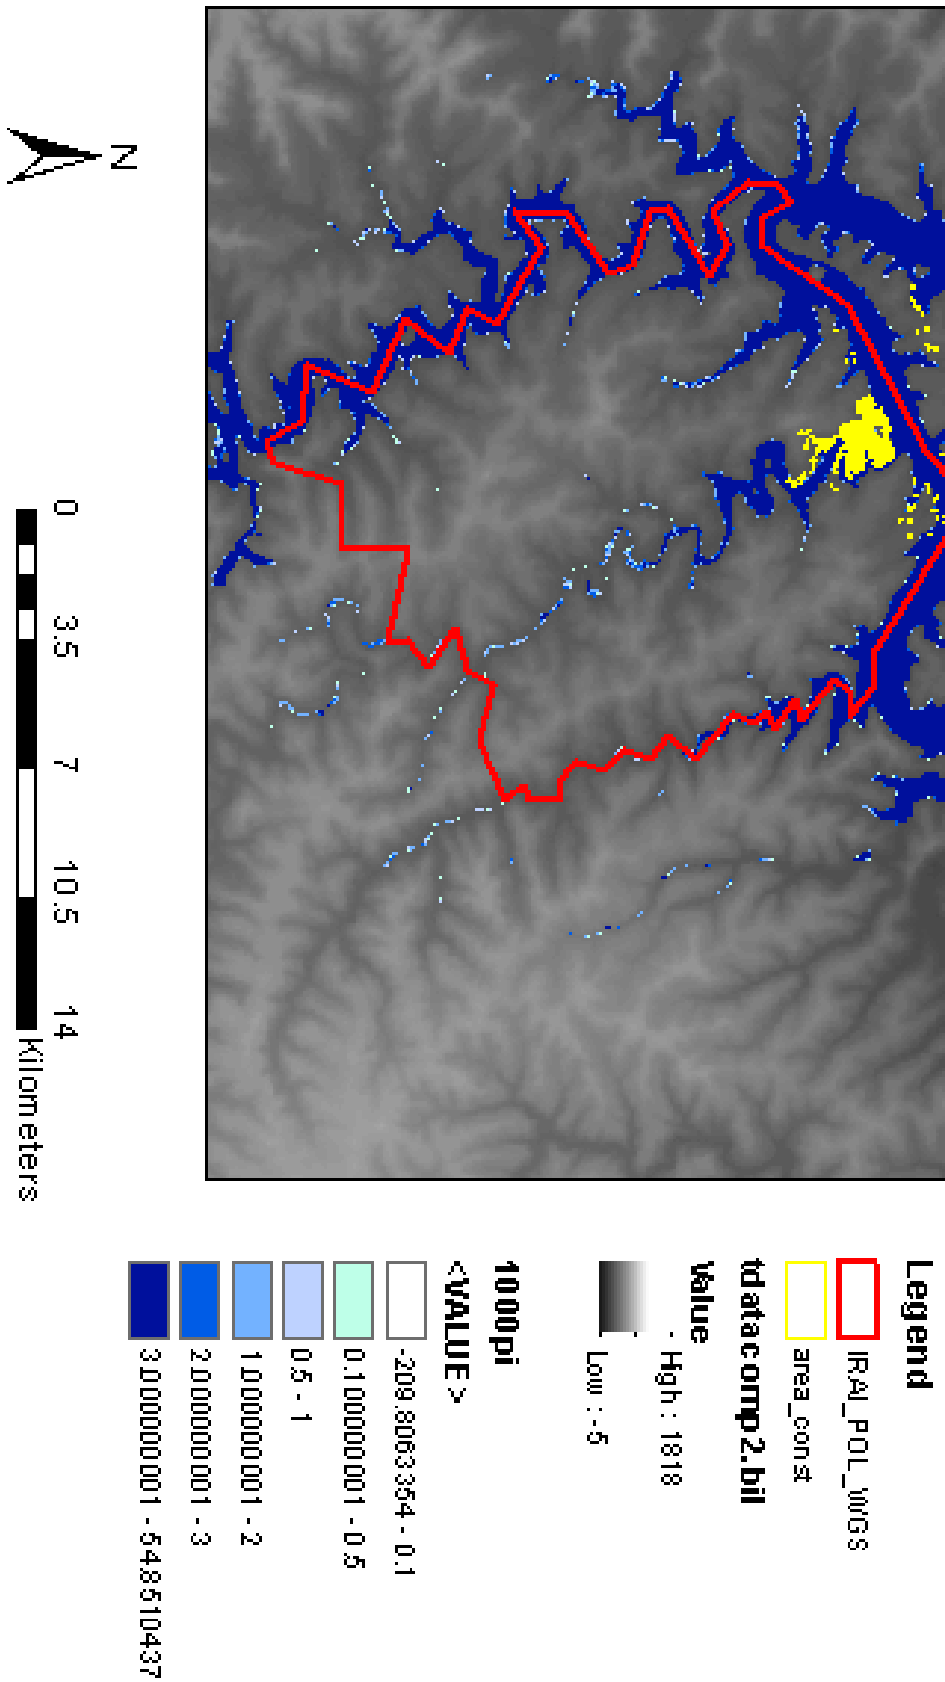 Legend
IRAI_POL_WGS
area_const
tdatacomp2.bil
Value
- High : 1818
Low : -5
1000pi
<VALUE>
-209.8063354 - 0.1
0.100000001 - 0.5
0.5 - 1
1.000000001 - 2
2.000000001 - 3
3.000000001 - 54.8510437
N
0 3.5 7 10.5 14
Kilometers